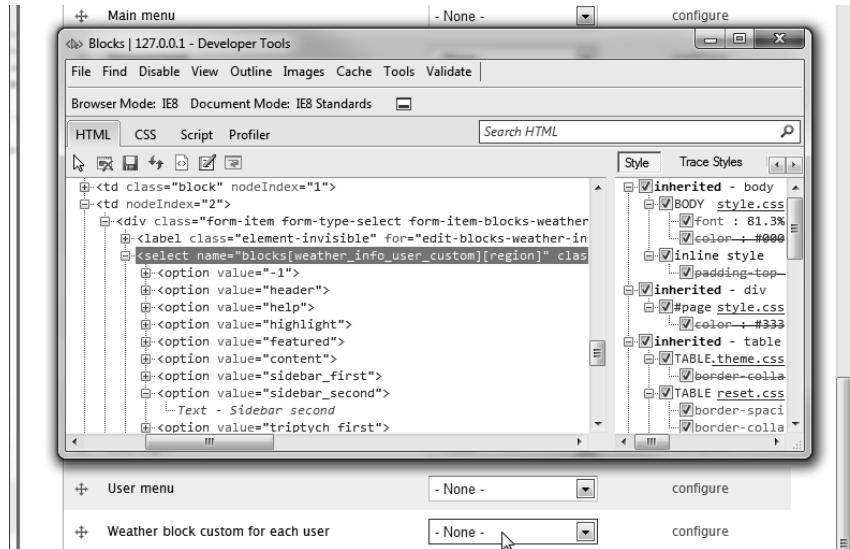 Main menu - None - configure
Blocks | 127.0.0.1 - Developer Tools
File Find Disable View Outline Images Cache Tools Validate
Browser Mode: IE8 Document Mode: IE8 Standards
HTML CSS Script Profiler Search HTML
Style Trace Styles
<td class="block" nodeIndex="1">
<td nodeIndex="2">
<div class="form-item form-type-select form-item-blocks-weather
<label class="element-invisible" for="edit-blocks-weather-in
<select name="blocks[weather_info_user_custom][region]" clas
<option value="-1">
<option value="header">
<option value="help">
<option value="highlight">
<option value="featured">
<option value="content">
<option value="sidebar_first">
<option value="sidebar_second">
Text - Sidebar second
<option value="triptych first">
inherited - body
BODY style.css
font : 81.3%
color : #000
inline style
padding-top
inherited - div
#page style.css
color : #333
inherited - table
TABLE.theme.css
border-colla
TABLE reset.css
border-spaci
border-colla
User menu - None - configure
Weather block custom for each user - None - configure